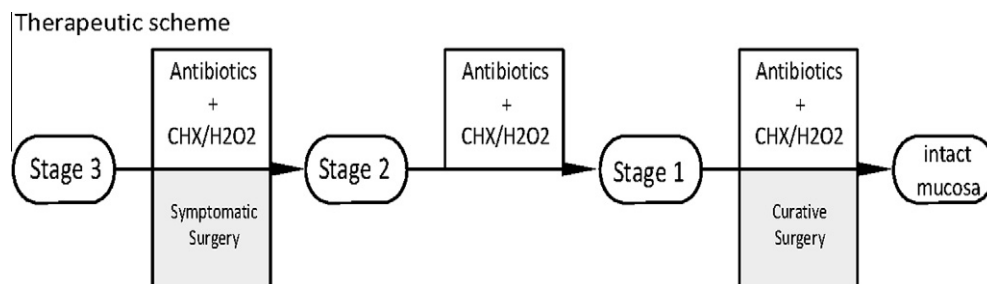 Therapeutic scheme
Antibiotics
+
CHX/H2O2
Antibiotics
+
CHX/H2O2
Antibiotics
+
CHX/H2O2
Stage 3
Stage 2
Stage 1
intact
mucosa
Symptomatic
Surgery
Curative
Surgery